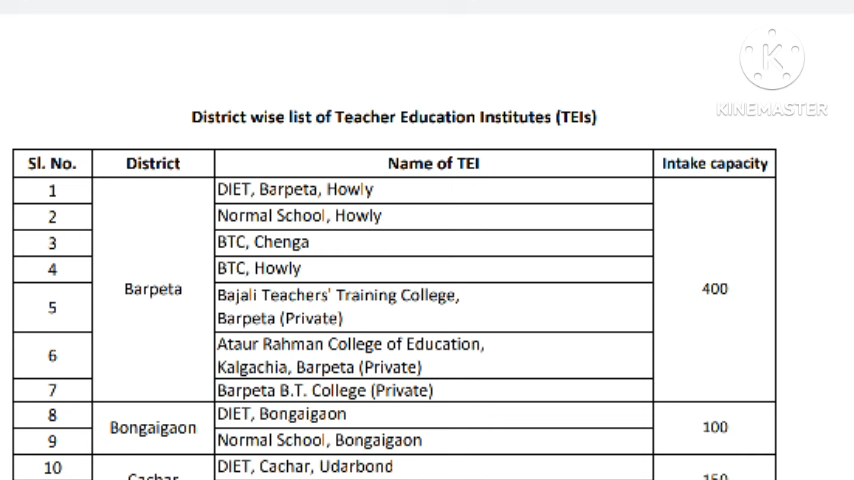 KINEMASTER
District wise list of Teacher Education Institutes (TEIs)
Sl. No. District Name of TEI Intake capacity
1 DIET, Barpeta, Howly
2 Normal School, Howly
3 BTC, Chenga
4 BTC, Howly
Barpeta 400
5 Bajali Teachers' Training College,
Barpeta (Private)
6 Ataur Rahman College of Education,
Kalgachia, Barpeta (Private)
7 Barpeta B.T. College (Private)
8 DIET, Bongaigaon
Bongaigaon 100
9 Normal School, Bongaigaon
10 DIET, Cachar, Udarbond
Cachar 150